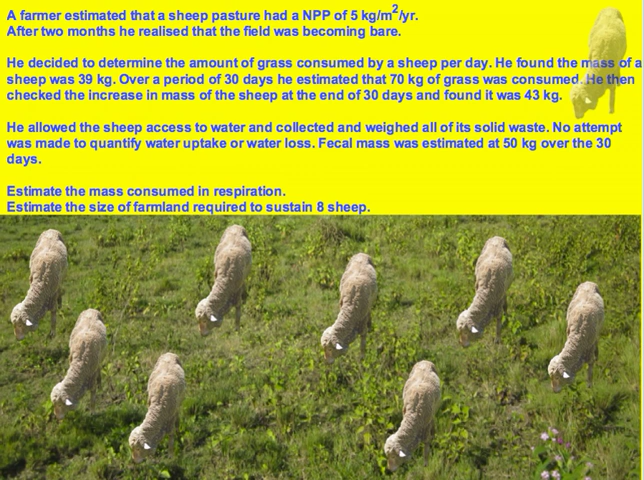 A farmer estimated that a sheep pasture had a NPP of 5 kg/m²/yr.
After two months he realised that the field was becoming bare.
He decided to determine the amount of grass consumed by a sheep per day. He found the mass of a
sheep was 39 kg. Over a period of 30 days he estimated that 70 kg of grass was consumed. He then
checked the increase in mass of the sheep at the end of 30 days and found it was 43 kg.
He allowed the sheep access to water and collected and weighed all of its solid waste. No attempt
was made to quantify water uptake or water loss. Fecal mass was estimated at 50 kg over the 30
days.
Estimate the mass consumed in respiration.
Estimate the size of farmland required to sustain 8 sheep.